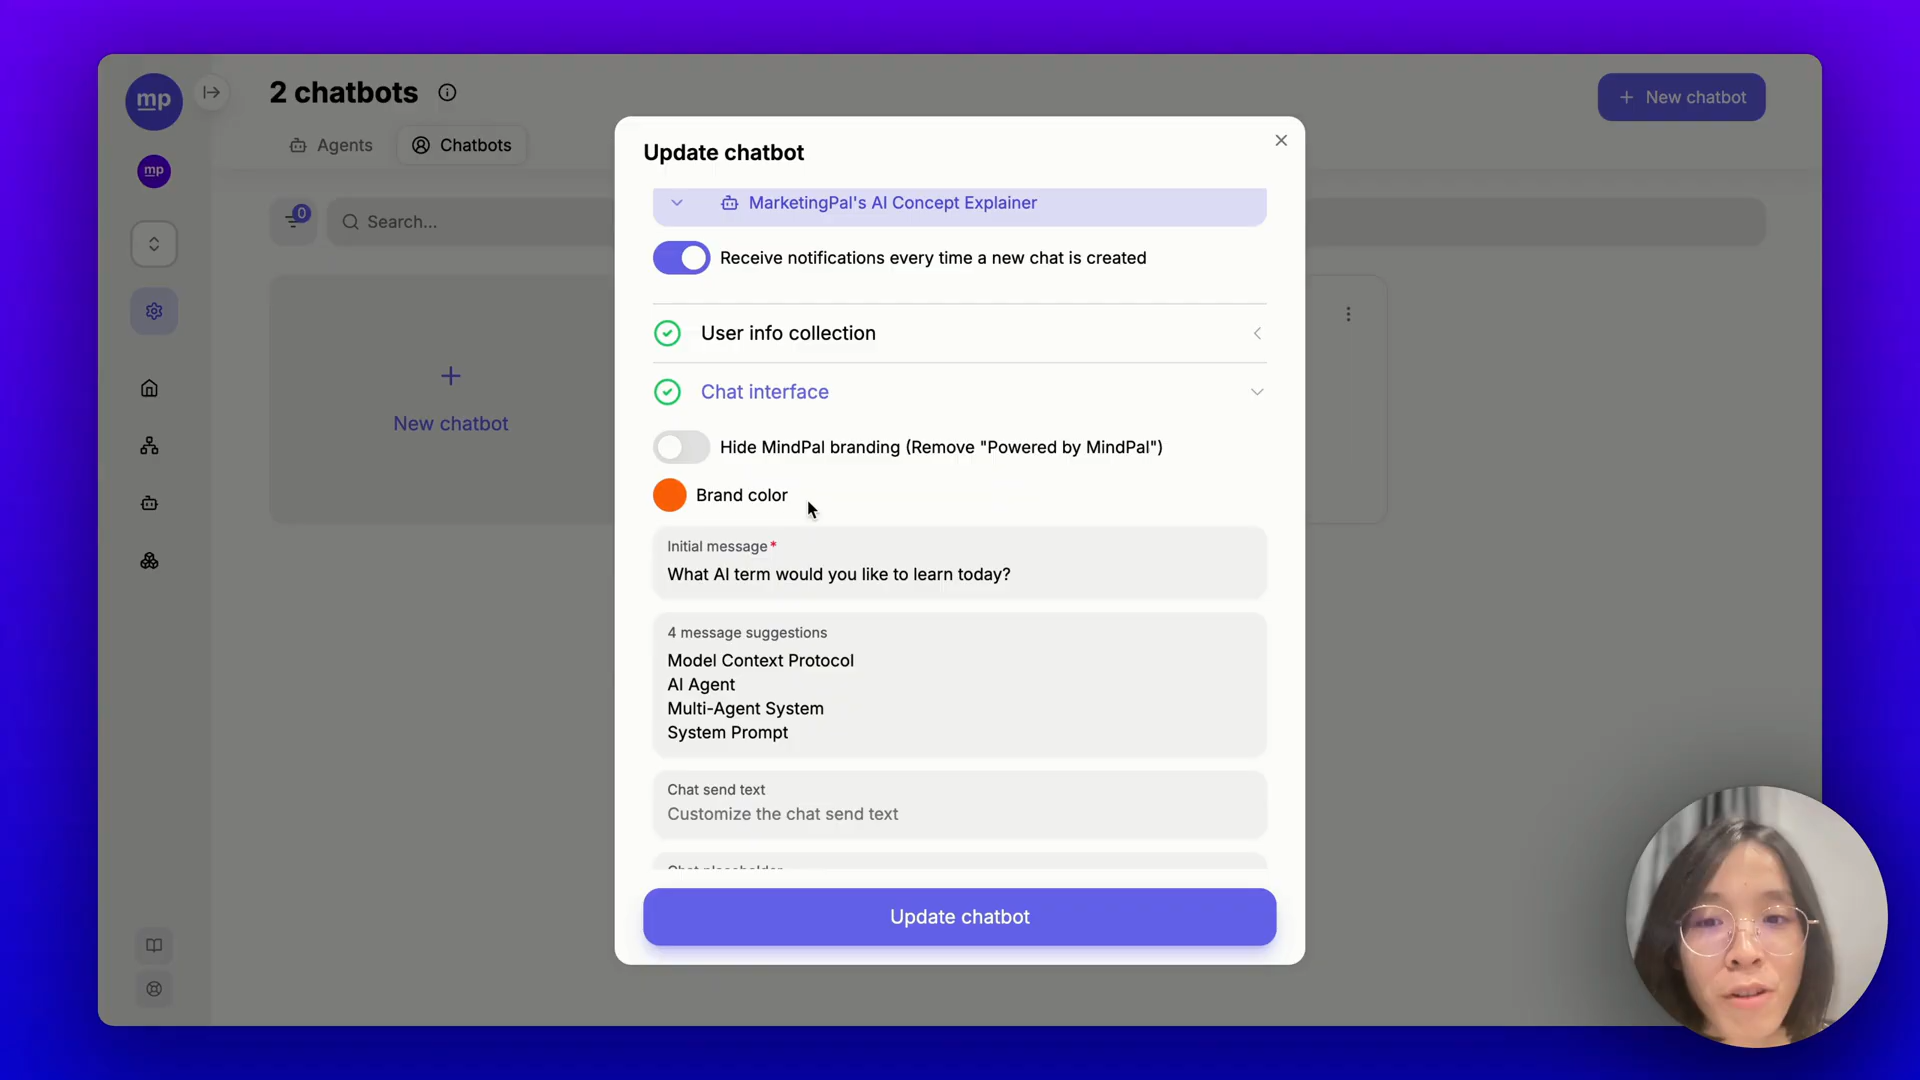 mp
2 chatbots
+ New chatbot
Agents
Chatbots
mp
0
Search...
New chatbot
Update chatbot
MarketingPal's AI Concept Explainer
Receive notifications every time a new chat is created
User info collection
Chat interface
Hide MindPal branding (Remove "Powered by MindPal")
Brand color
Initial message*
What AI term would you like to learn today?
4 message suggestions
Model Context Protocol
AI Agent
Multi-Agent System
System Prompt
Chat send text
Customize the chat send text
Update chatbot